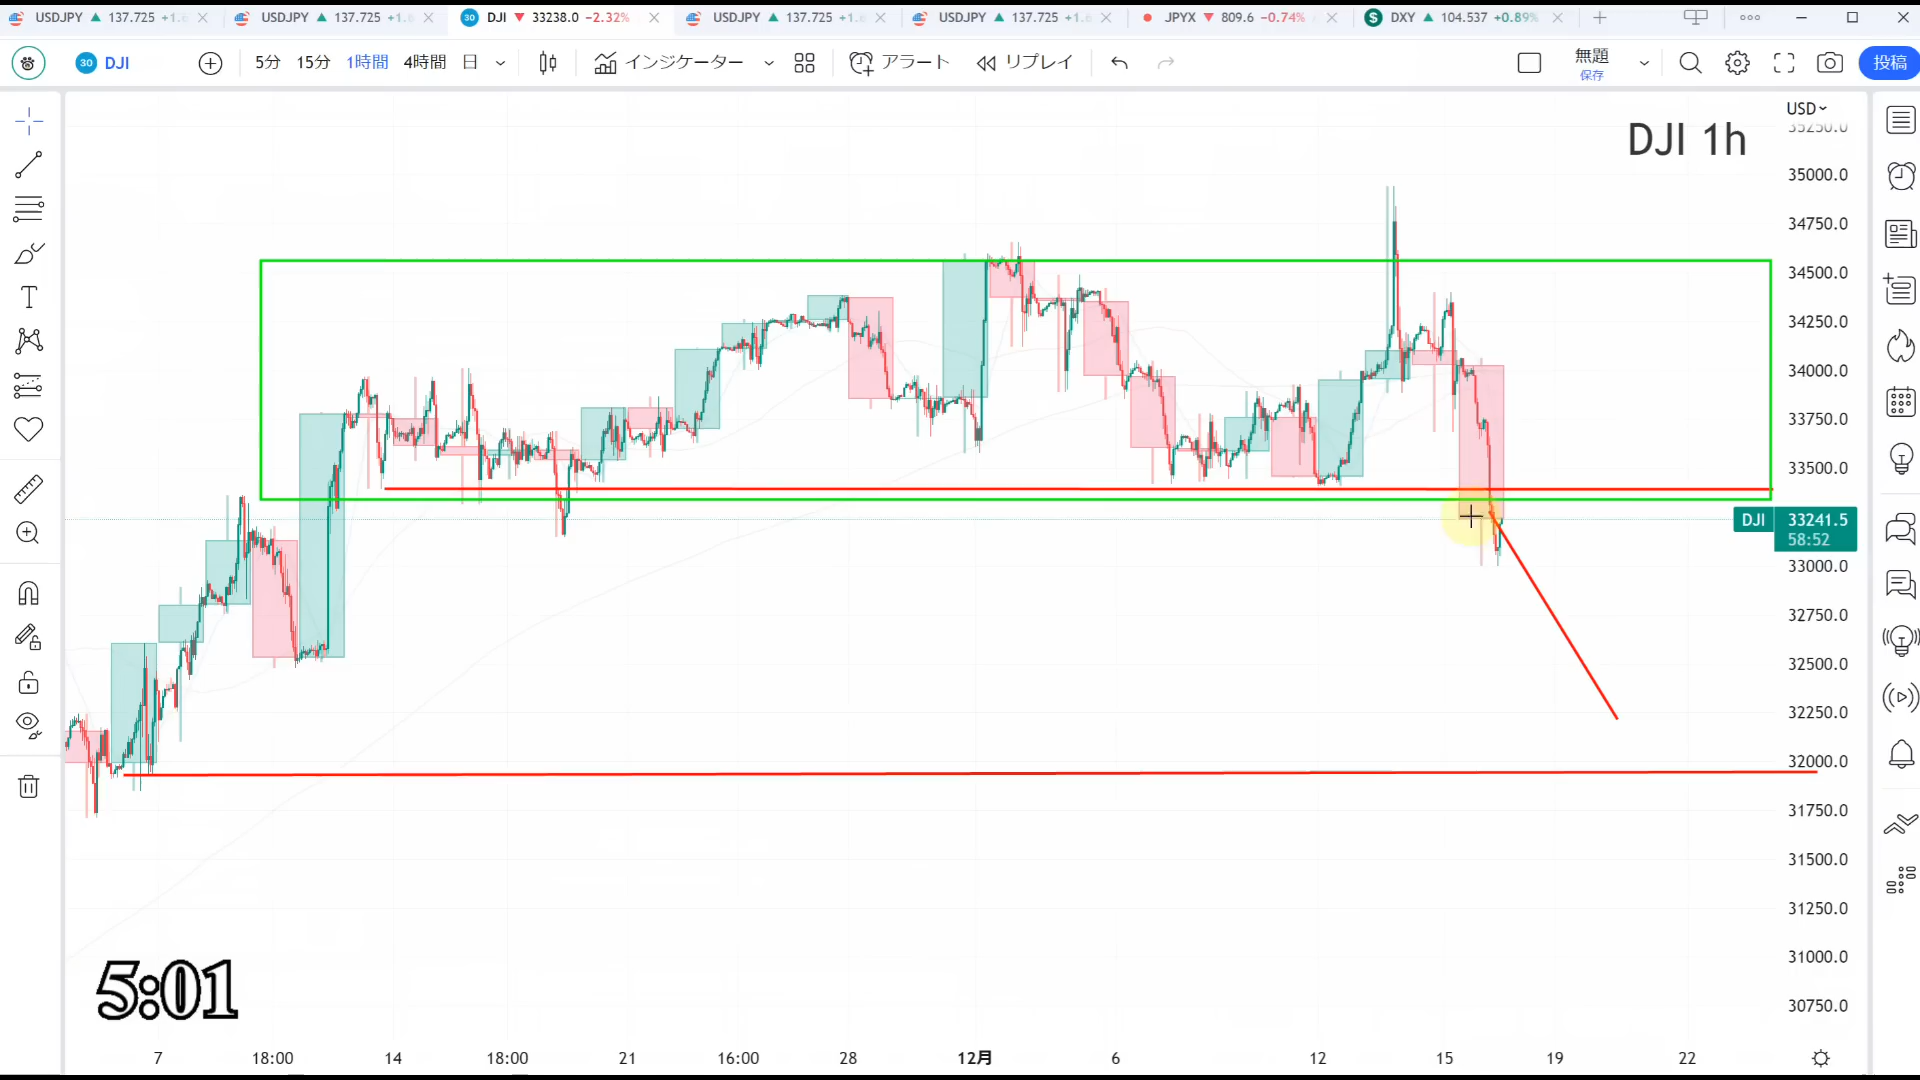 USDJPY ▲ 137.725
USDJPY ▲ 137.725
30 DJI ▼ 33238.0 −2.32%
USDJPY ▲ 137.725
USDJPY ▲ 137.725
JPYX ▼ 809.6 −0.74%
S DXY ▲ 104.537 +0.89%
30 DJI
5分 15分 1時間 4時間 日
インジケーター
アラート
リプレイ
無題
保存
投稿
USD
DJI 1h
35250.0
35000.0
34750.0
34500.0
34250.0
34000.0
33750.0
33500.0
DJI 33241.5
58:52
33000.0
32750.0
32500.0
32250.0
32000.0
31750.0
31500.0
31250.0
31000.0
30750.0
5:01
7 18:00 14 18:00 21 16:00 28 12月 6 12 15 19 22